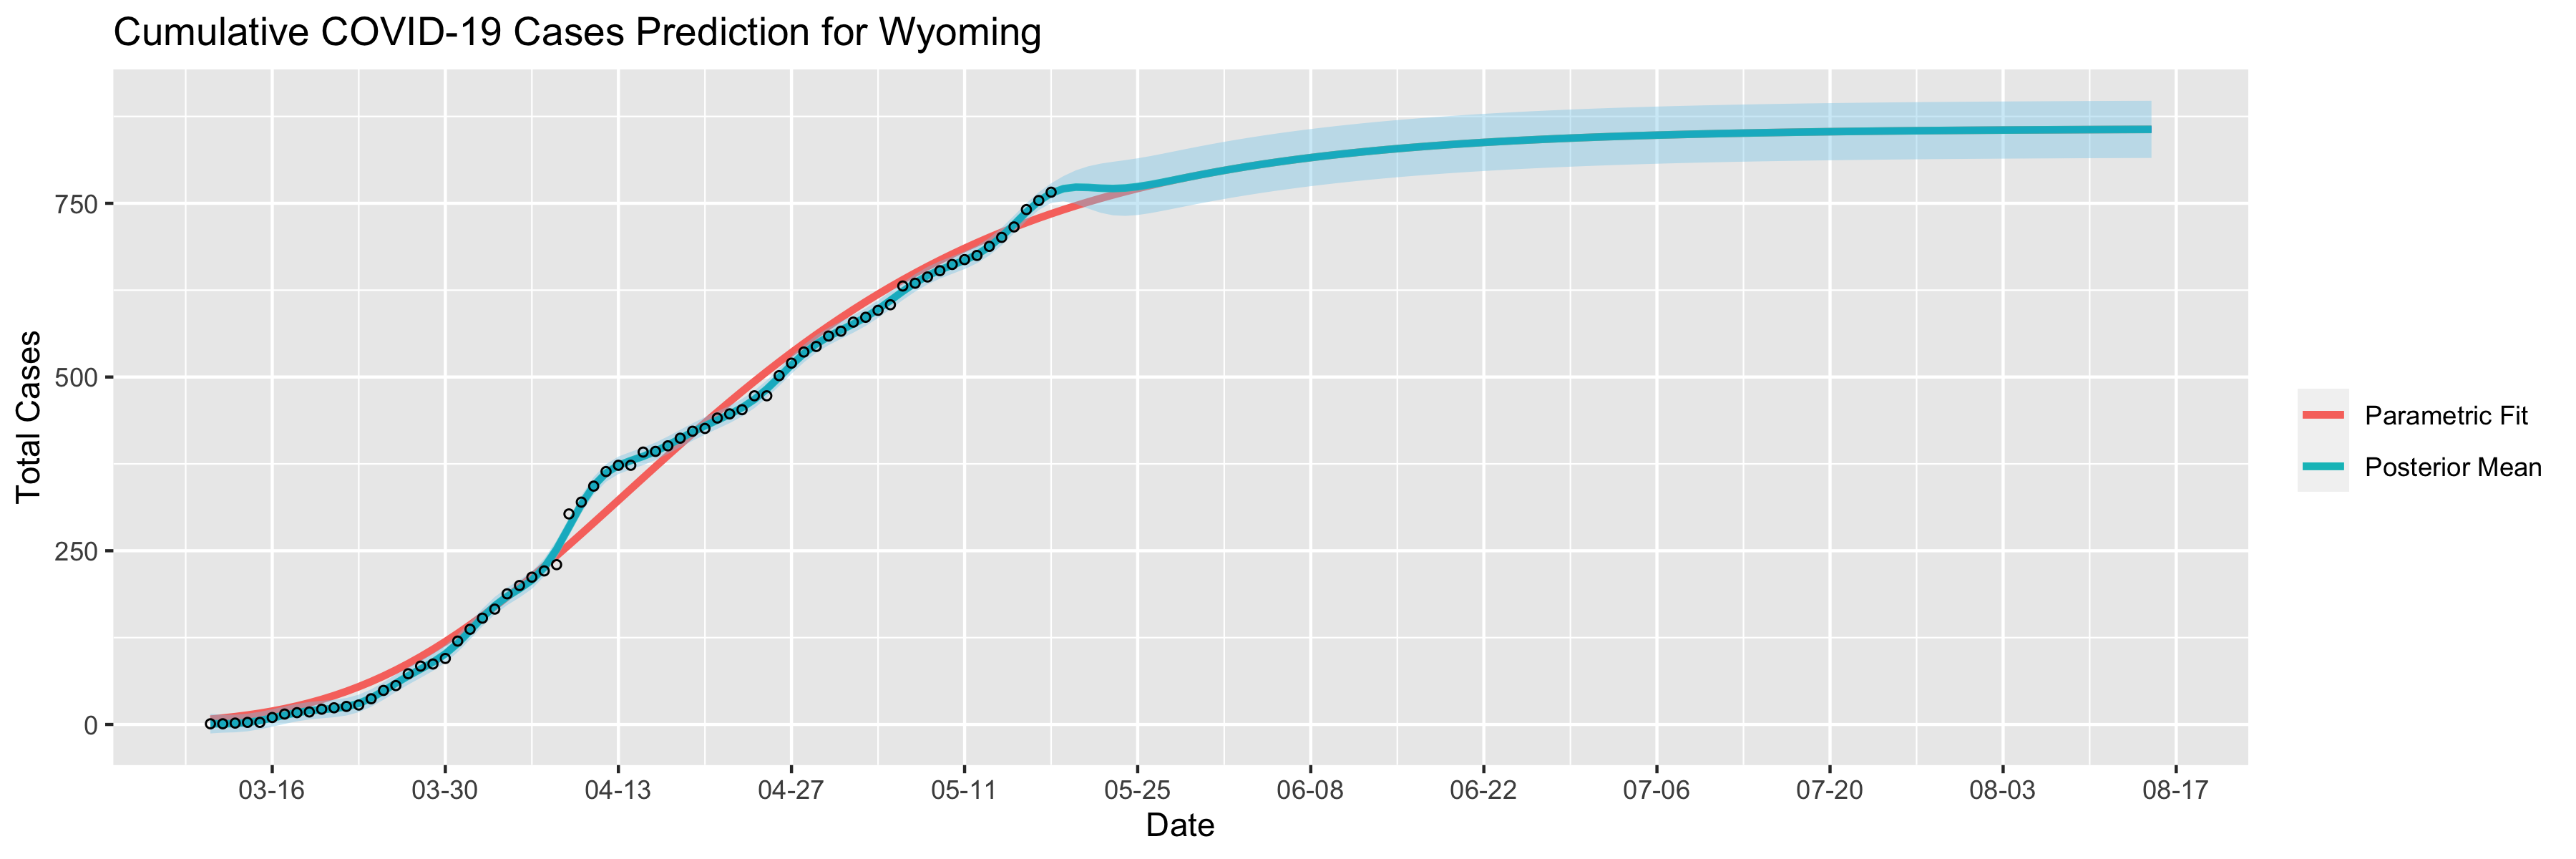 Cumulative COVID-19 Cases Prediction for Wyoming
Total Cases
750
500
250
0
03-16 03-30 04-13 04-27 05-11 05-25 06-08 06-22 07-06 07-20 08-03 08-17
Date
Parametric Fit
Posterior Mean